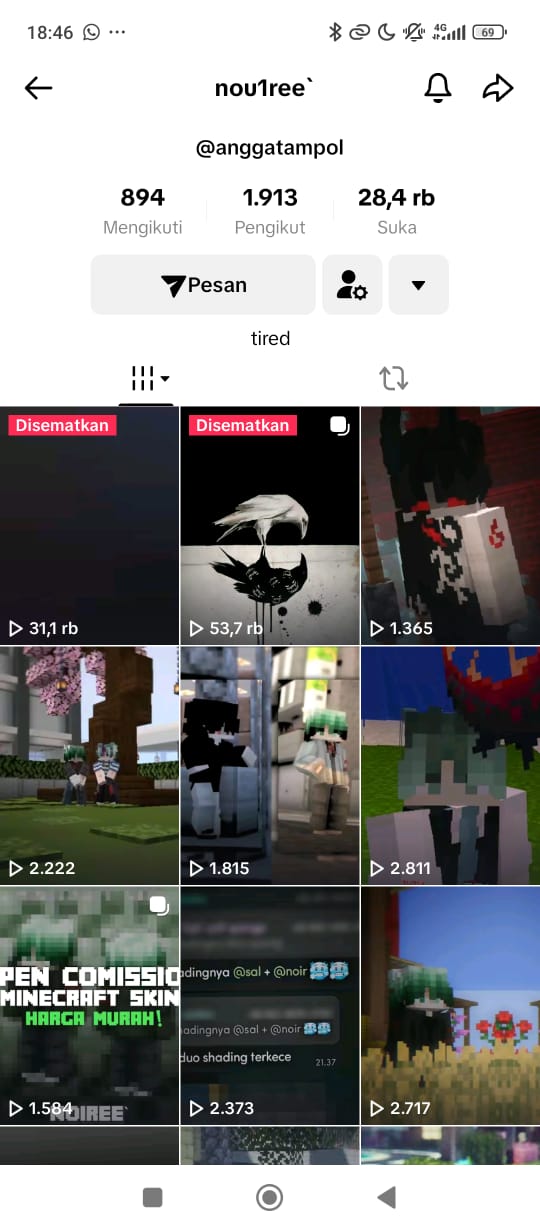 18:46
4G
69
nou1ree`
@anggatampol
894 1.913 28,4 rb
Mengikuti Pengikut Suka
Pesan
tired
Disematkan
31,1 rb
Disematkan
53,7 rb
1.365
2.222
1.815
2.811
PEN COMISSIO
MINECRAFT SKIN
HARGA MURAH!
NOIREE`
1.584
adingnya @sal + @noir 🥶🥶
adingnya @sal + @noir 🥶🥶
duo shading terkece
21.37
2.373
2.717